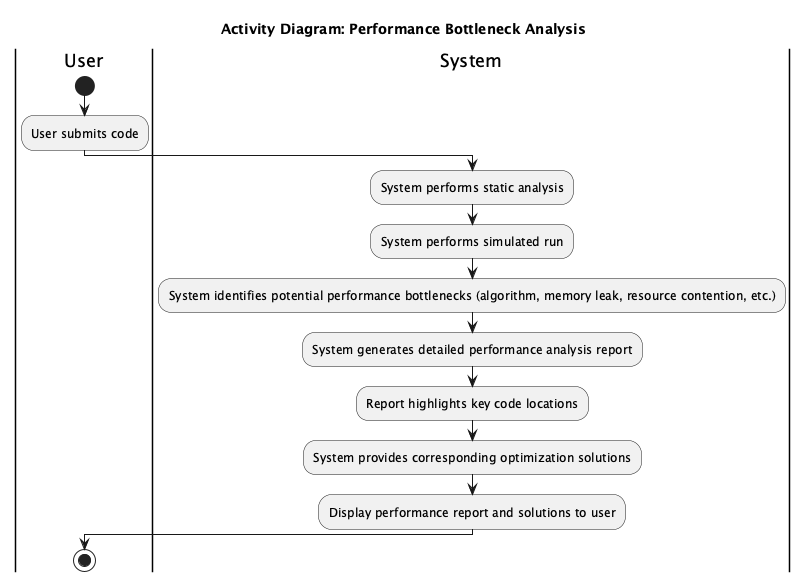 Activity Diagram: Performance Bottleneck Analysis
User
System
User submits code
System performs static analysis
System performs simulated run
System identifies potential performance bottlenecks (algorithm, memory leak, resource contention, etc.)
System generates detailed performance analysis report
Report highlights key code locations
System provides corresponding optimization solutions
Display performance report and solutions to user